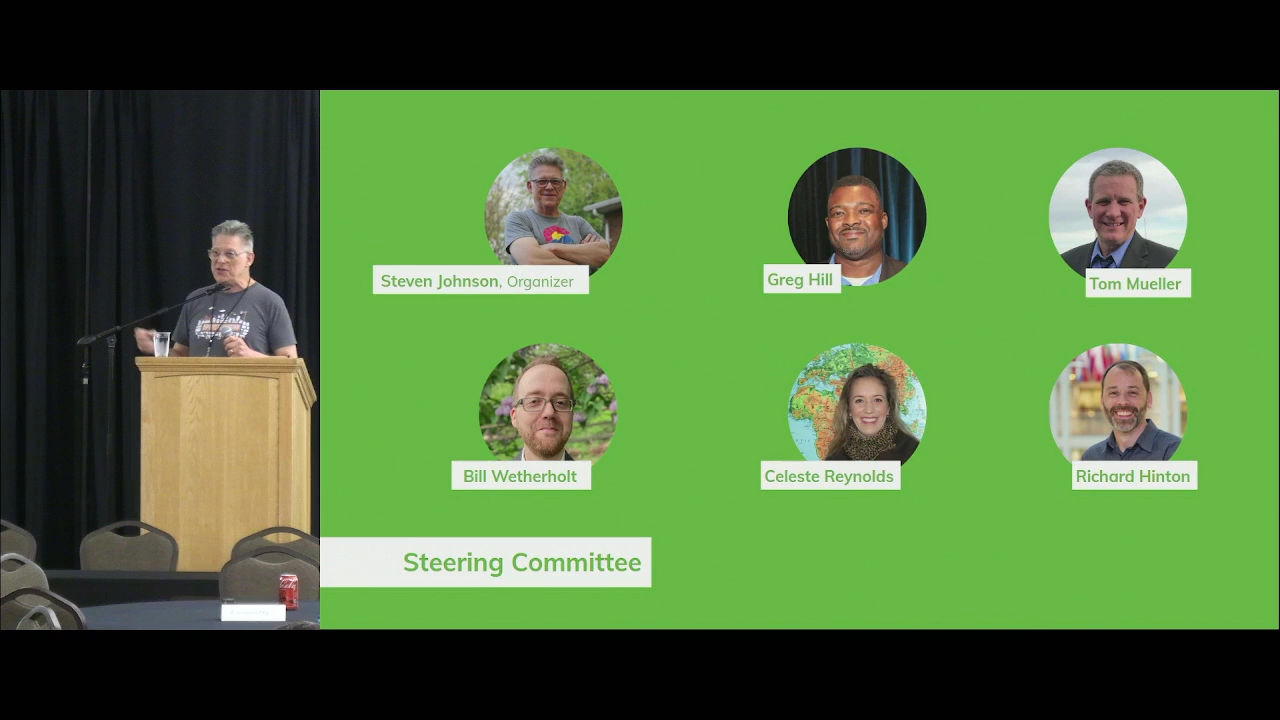 Steven Johnson, Organizer
Greg Hill
Tom Mueller
Bill Wetherholt
Celeste Reynolds
Richard Hinton
Steering Committee